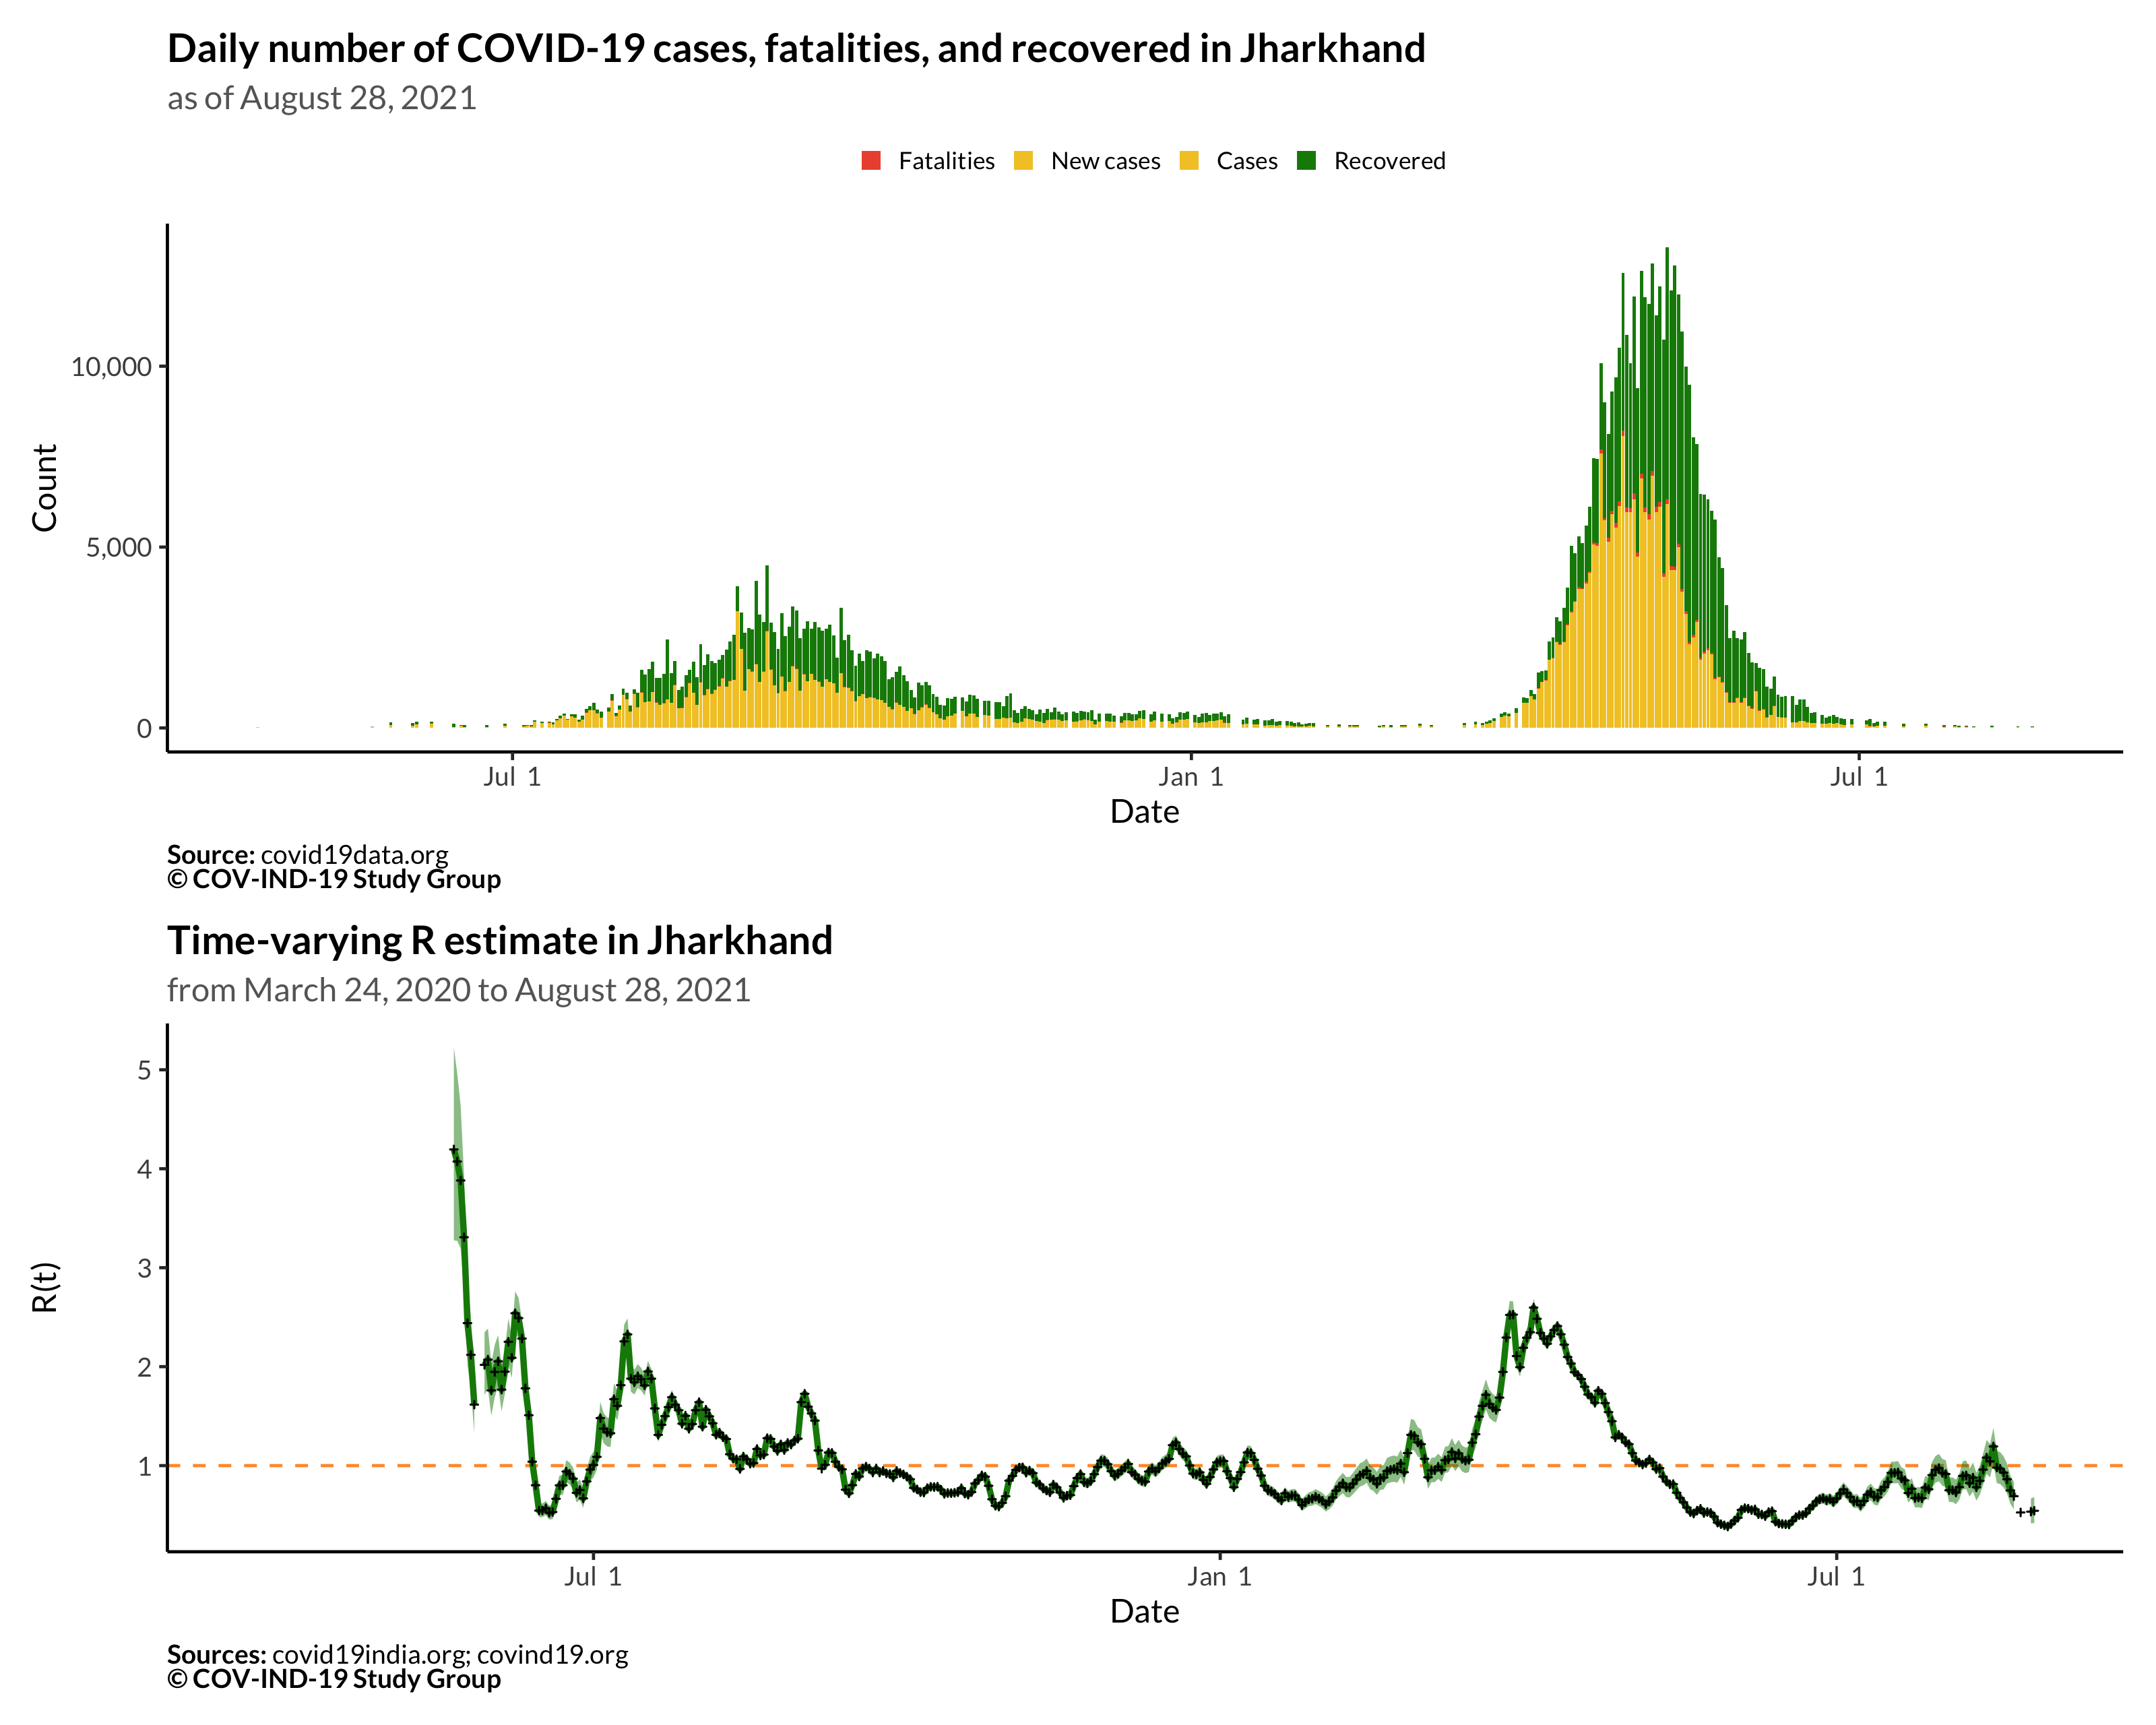 Daily number of COVID-19 cases, fatalities, and recovered in Jharkhand
as of August 28, 2021
Fatalities New cases Cases Recovered
Count
10,000
5,000
0
Jul 1 Jan 1 Jul 1
Date
Source: covid19data.org
© COV-IND-19 Study Group
Time-varying R estimate in Jharkhand
from March 24, 2020 to August 28, 2021
R(t)
5
4
3
2
1
Jul 1 Jan 1 Jul 1
Date
Sources: covid19india.org; covind19.org
© COV-IND-19 Study Group